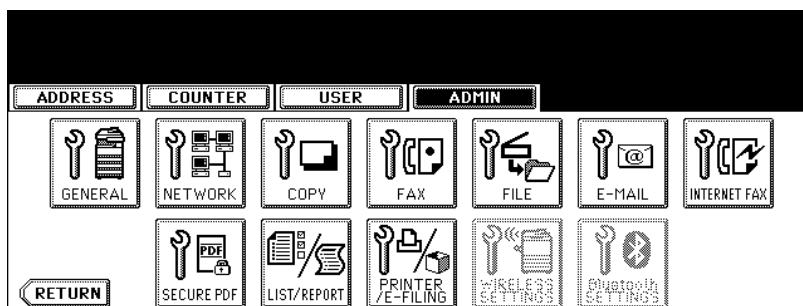 ADDRESS
COUNTER
USER
ADMIN
GENERAL
NETWORK
COPY
FAX
FILE
@
E-MAIL
INTERNET FAX
PDF
SECURE PDF
LIST/REPORT
PRINTER
/E-FILING
WIRELESS
SETTINGS
Bluetooth
SETTINGS
RETURN